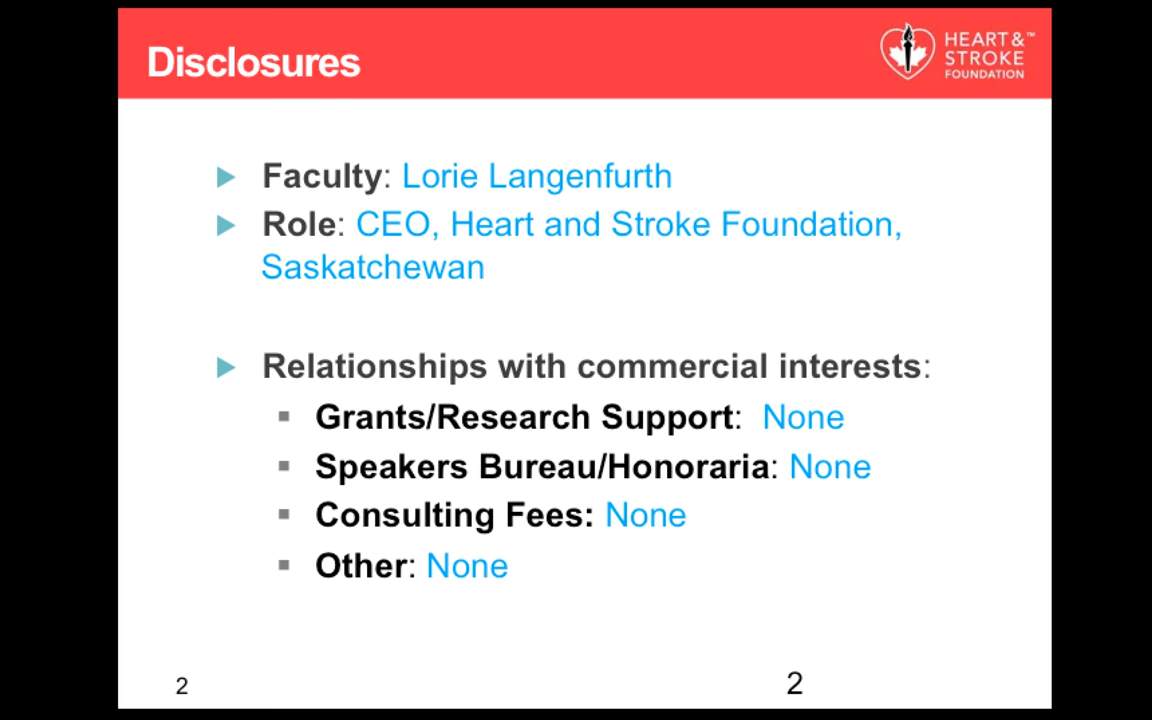 Disclosures
HEART &™
STROKE
FOUNDATION
Faculty: Lorie Langenfurth
Role: CEO, Heart and Stroke Foundation,
Saskatchewan
Relationships with commercial interests:
Grants/Research Support: None
Speakers Bureau/Honoraria: None
Consulting Fees: None
Other: None
2
2